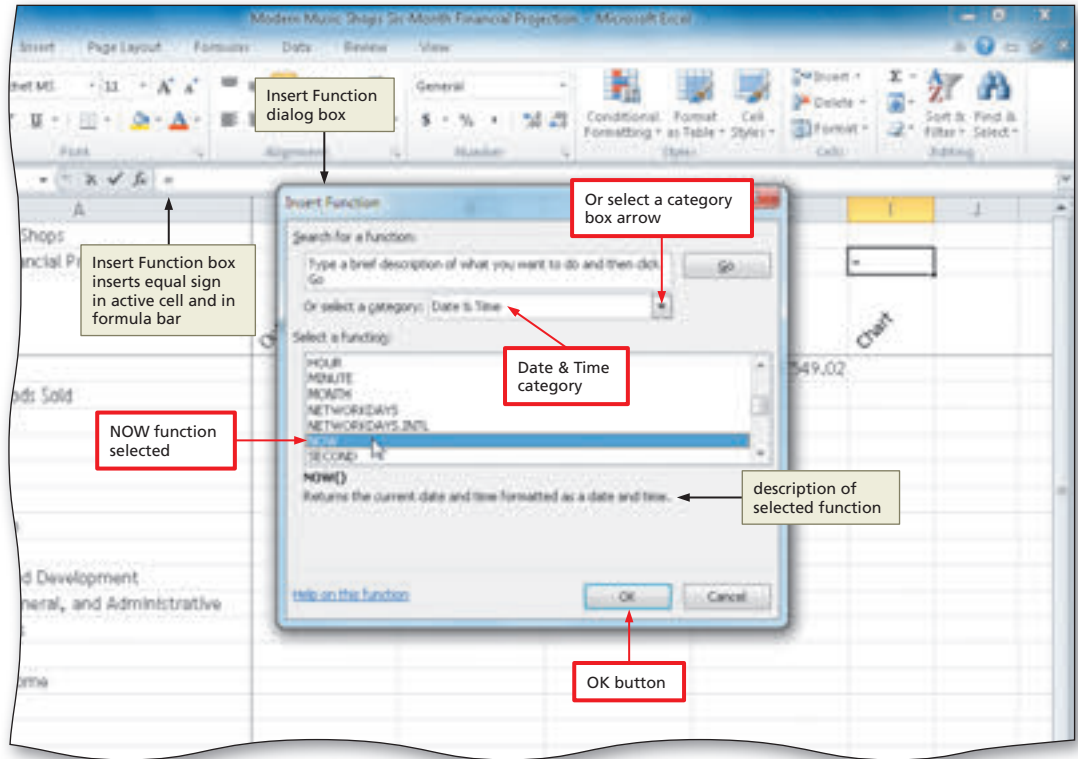 Modern Music Shops Six-Month Financial Projection - Microsoft Excel
Insert Page Layout Formulas Data Review View
11 A A General
U A $ % ,
Conditional Formatting Format as Table Cell Styles
Insert
Delete
Format
Σ
Sort & Filter Find & Select
Font Alignment Number Styles Cells Editing
fx =
A I J
Shops
ancial P
=
Chart
549.02
ods Sold
d Development
neral, and Administrative
ome
Insert Function
Search for a function:
Type a brief description of what you want to do and then click
Go
Go
Or select a category: Date & Time
Select a function:
HOUR
MINUTE
MONTH
NETWORKDAYS
NETWORKDAYS.INTL
NOW
SECOND
NOW()
Returns the current date and time formatted as a date and time.
Help on this function
OK Cancel
Insert Function
dialog box
Or select a category
box arrow
Insert Function box
inserts equal sign
in active cell and in
formula bar
Date & Time
category
NOW function
selected
description of
selected function
OK button